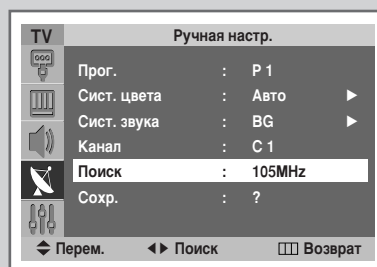 TV Ручная настр.
Прог. : P 1
Сист. цвета : Авто ▶
Сист. звука : BG ▶
Канал : C 1
Поиск : 105MHz
Сохр. : ?
Перем. Поиск Возврат